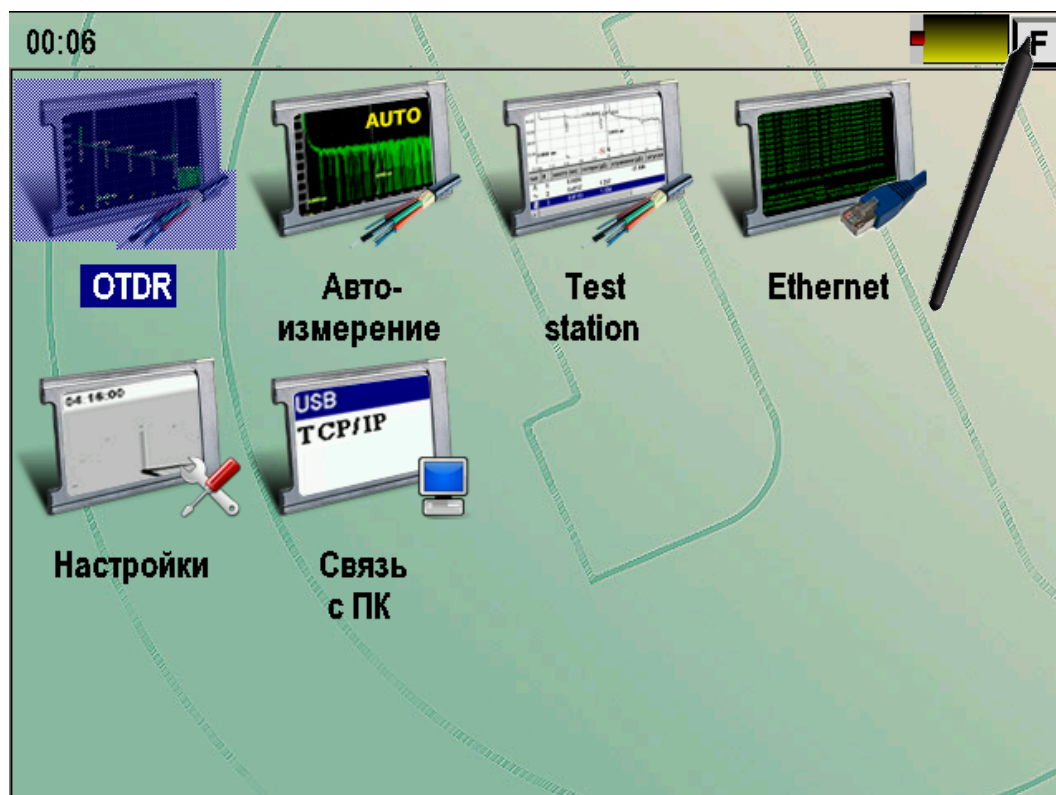 00:06
F
AUTO
OTDR
Авто-
измерение
Test
station
Ethernet
04:16:00
USB
TCP/IP
Настройки
Связь
с ПК